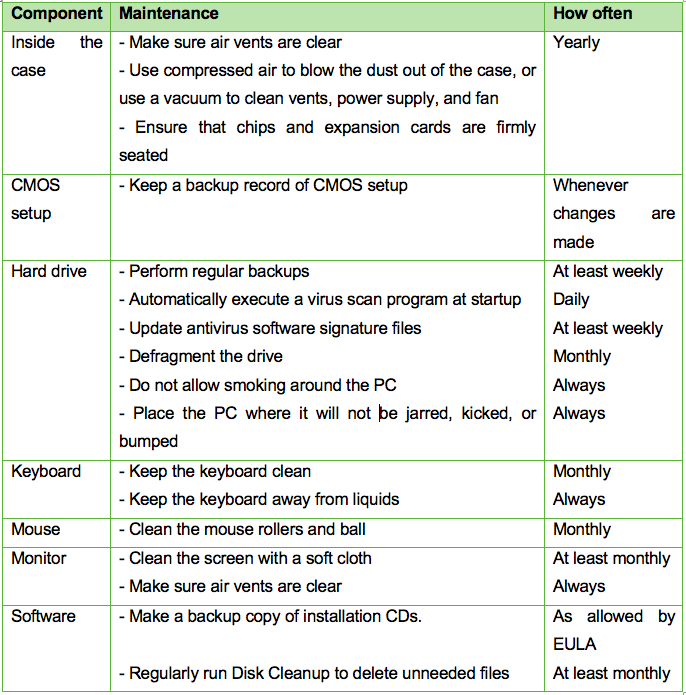 Component Maintenance How often
Inside the - Make sure air vents are clear Yearly
case - Use compressed air to blow the dust out of the case, or
use a vacuum to clean vents, power supply, and fan
- Ensure that chips and expansion cards are firmly
seated
CMOS - Keep a backup record of CMOS setup Whenever
setup changes are
made
Hard drive - Perform regular backups At least weekly
- Automatically execute a virus scan program at startup Daily
- Update antivirus software signature files At least weekly
- Defragment the drive Monthly
- Do not allow smoking around the PC Always
- Place the PC where it will not be jarred, kicked, or Always
bumped
Keyboard - Keep the keyboard clean Monthly
- Keep the keyboard away from liquids Always
Mouse - Clean the mouse rollers and ball Monthly
Monitor - Clean the screen with a soft cloth At least monthly
- Make sure air vents are clear Always
Software - Make a backup copy of installation CDs. As allowed by
EULA
- Regularly run Disk Cleanup to delete unneeded files At least monthly